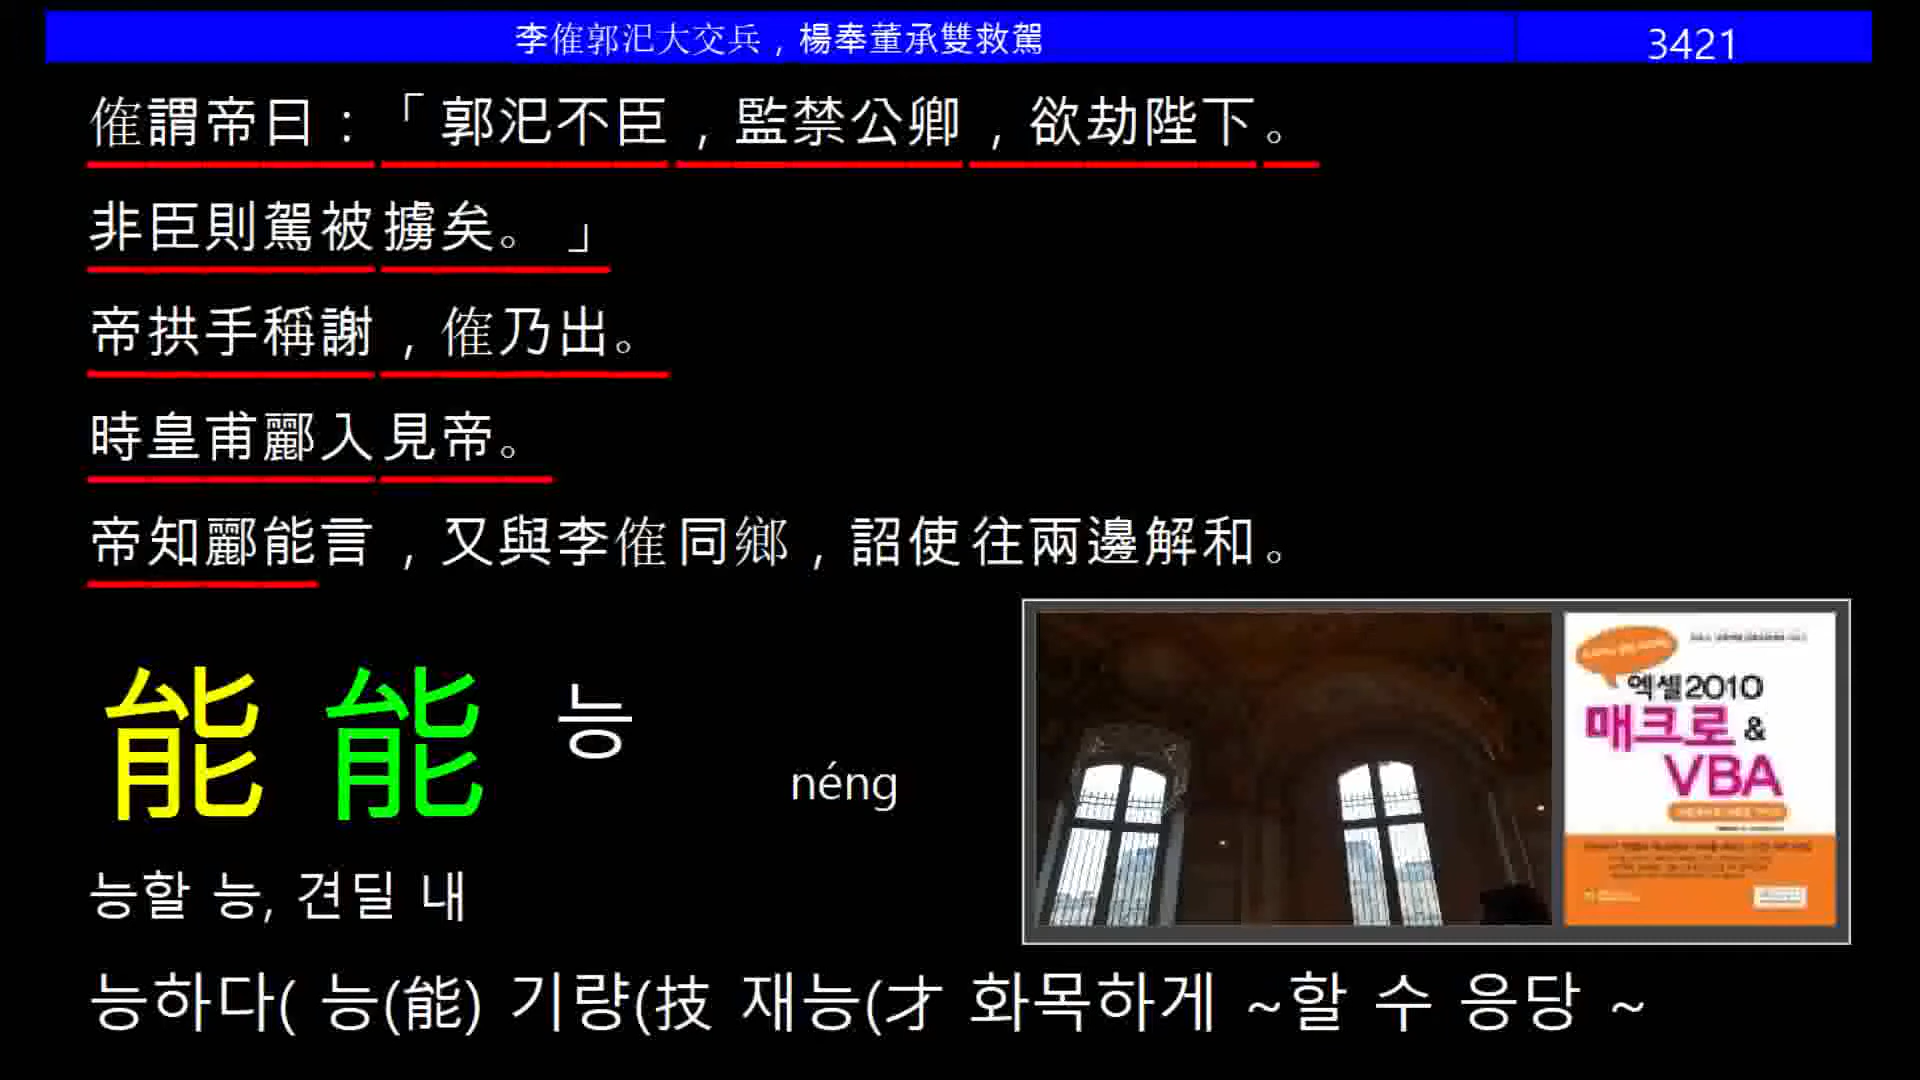 李傕郭汜大交兵，楊奉董承雙救駕
3421
傕謂帝曰：「郭汜不臣，監禁公卿，欲劫陛下。
非臣則駕被擄矣。」
帝拱手稱謝，傕乃出。
時皇甫酈入見帝。
帝知酈能言，又與李傕同鄉，詔使往兩邊解和。
能 能 능
néng
능할 능, 견딜 내
능하다( 능(能) 기량(技 재능(才 화목하게 ~할 수 응당 ~
엑셀2010
매크로 &
VBA